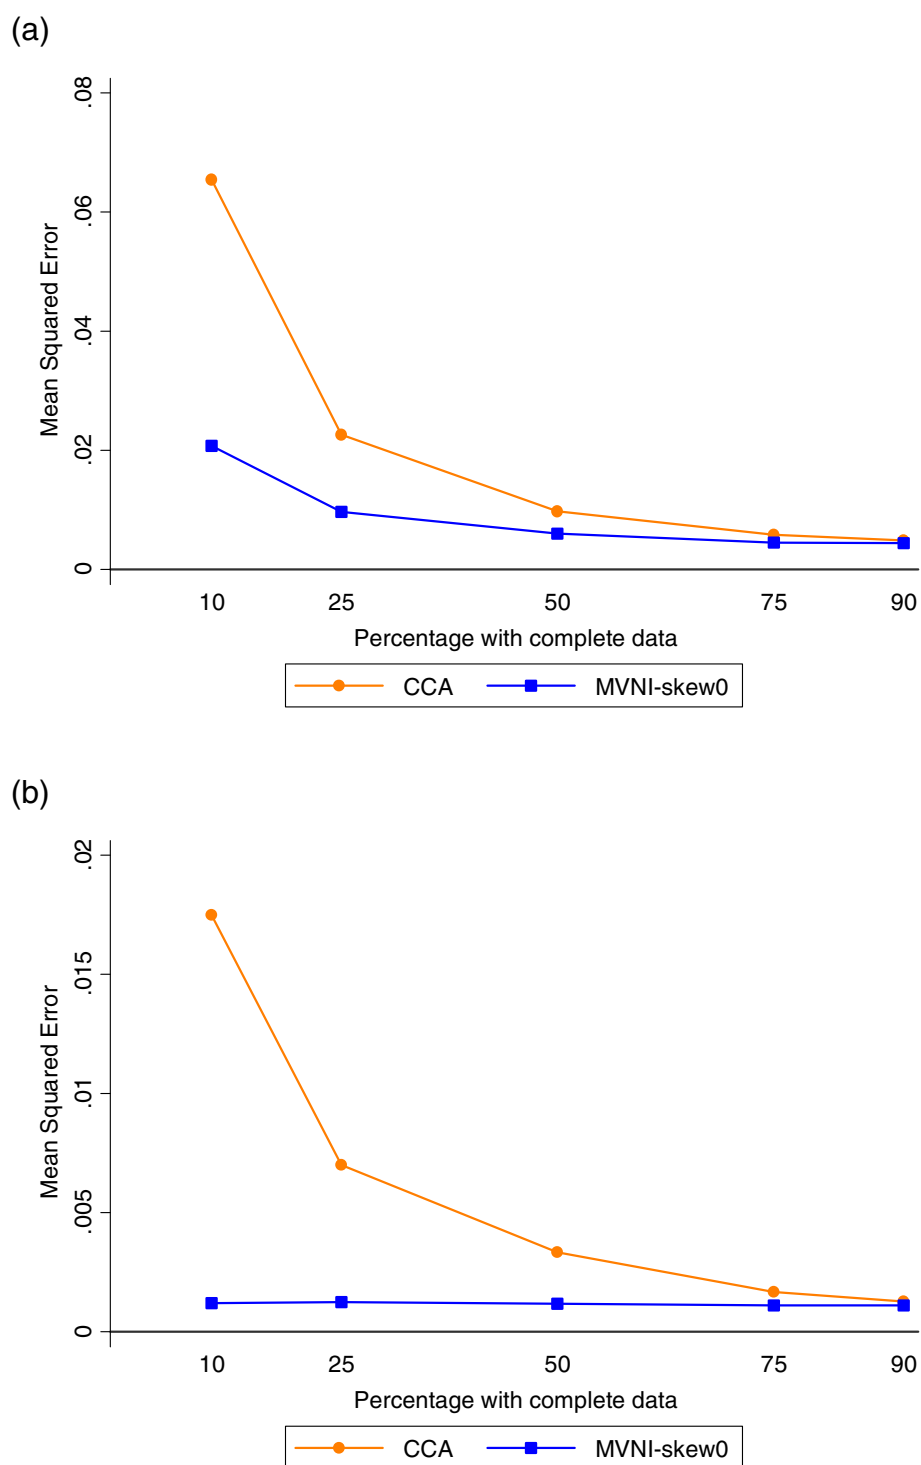 (a)
.08
.06
.04
.02
0
Mean Squared Error
10 25 50 75 90
Percentage with complete data
CCA MVNI-skew0
(b)
.02
.015
.01
.005
0
Mean Squared Error
10 25 50 75 90
Percentage with complete data
CCA MVNI-skew0